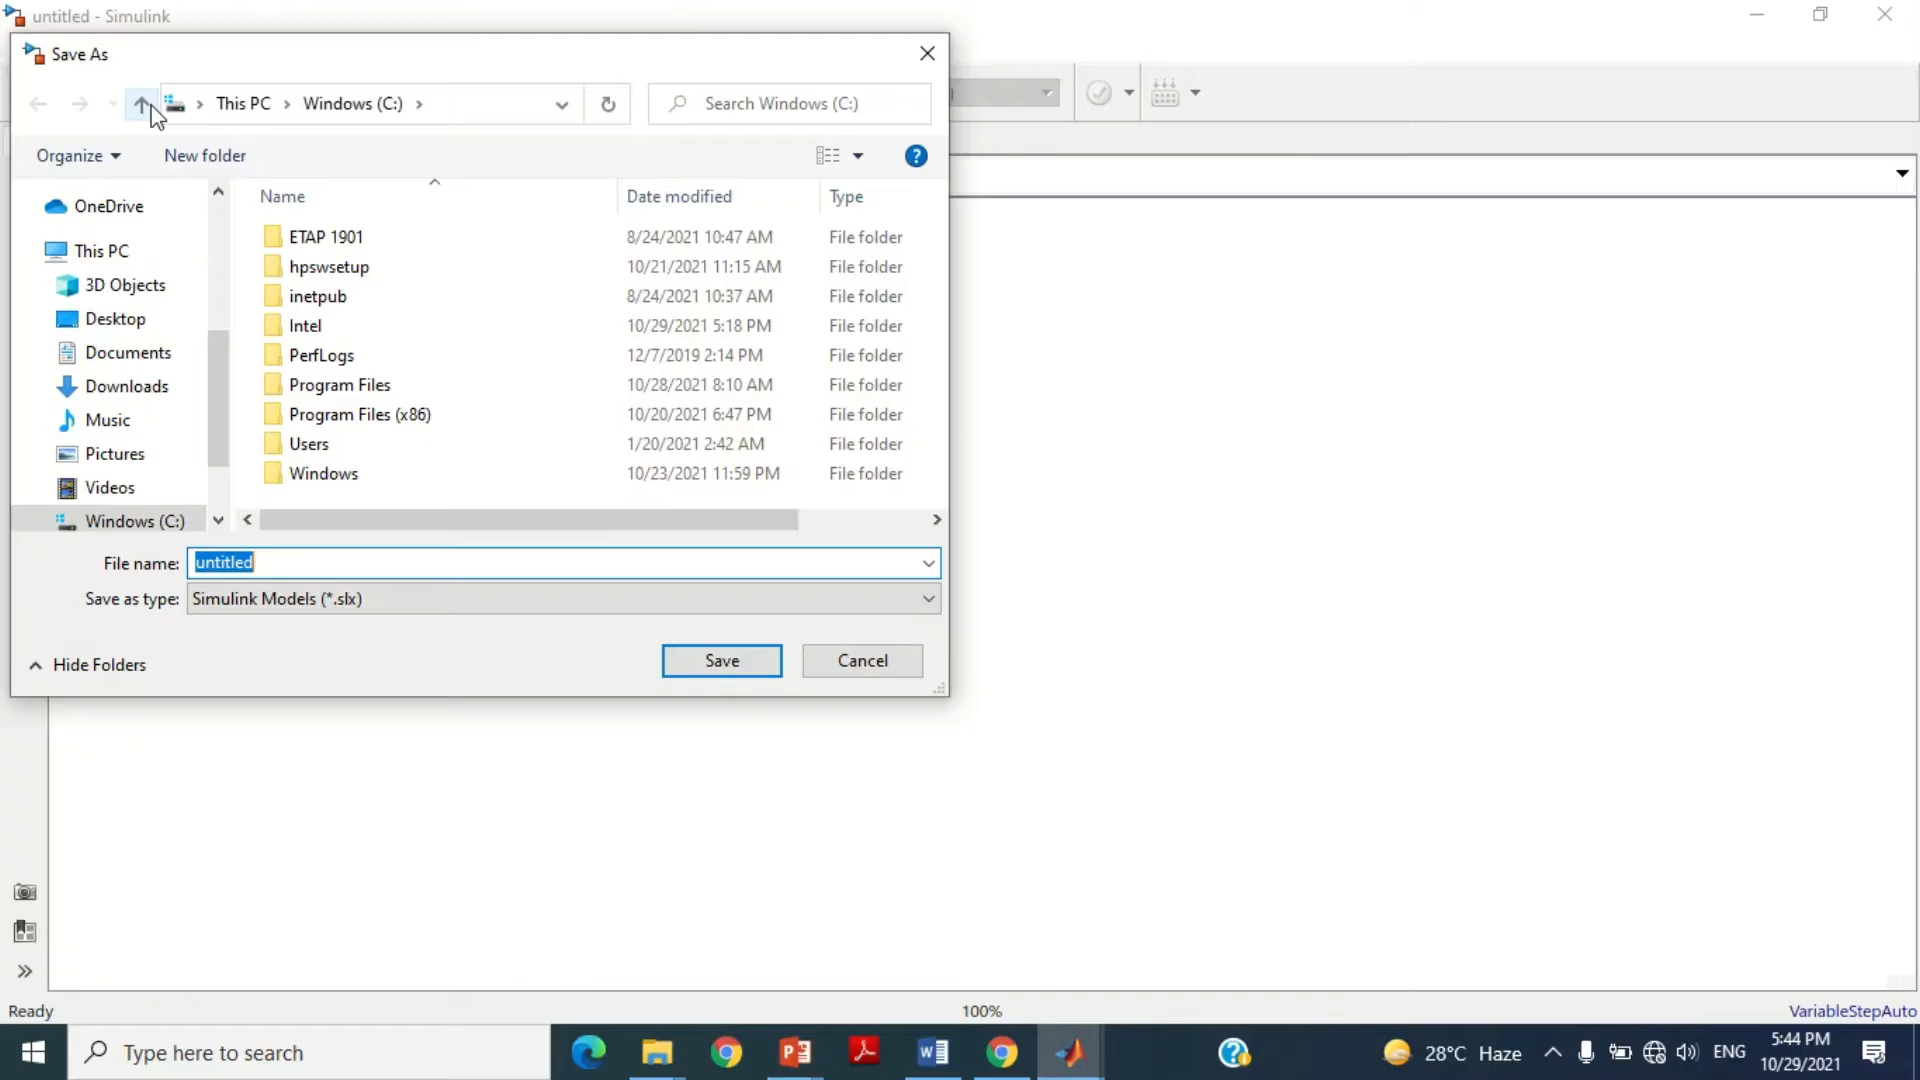 untitled - Simulink
Save As
This PC › Windows (C:) ›
Search Windows (C:)
Organize
New folder
OneDrive
This PC
3D Objects
Desktop
Documents
Downloads
Music
Pictures
Videos
Windows (C:)
Name Date modified Type
ETAP 1901 8/24/2021 10:47 AM File folder
hpswsetup 10/21/2021 11:15 AM File folder
inetpub 8/24/2021 10:37 AM File folder
Intel 10/29/2021 5:18 PM File folder
PerfLogs 12/7/2019 2:14 PM File folder
Program Files 10/28/2021 8:10 AM File folder
Program Files (x86) 10/20/2021 6:47 PM File folder
Users 1/20/2021 2:42 AM File folder
Windows 10/23/2021 11:59 PM File folder
File name: untitled
Save as type: Simulink Models (*.slx)
Hide Folders
Save
Cancel
Ready
100%
VariableStepAuto
Type here to search
28°C Haze
ENG
5:44 PM
10/29/2021